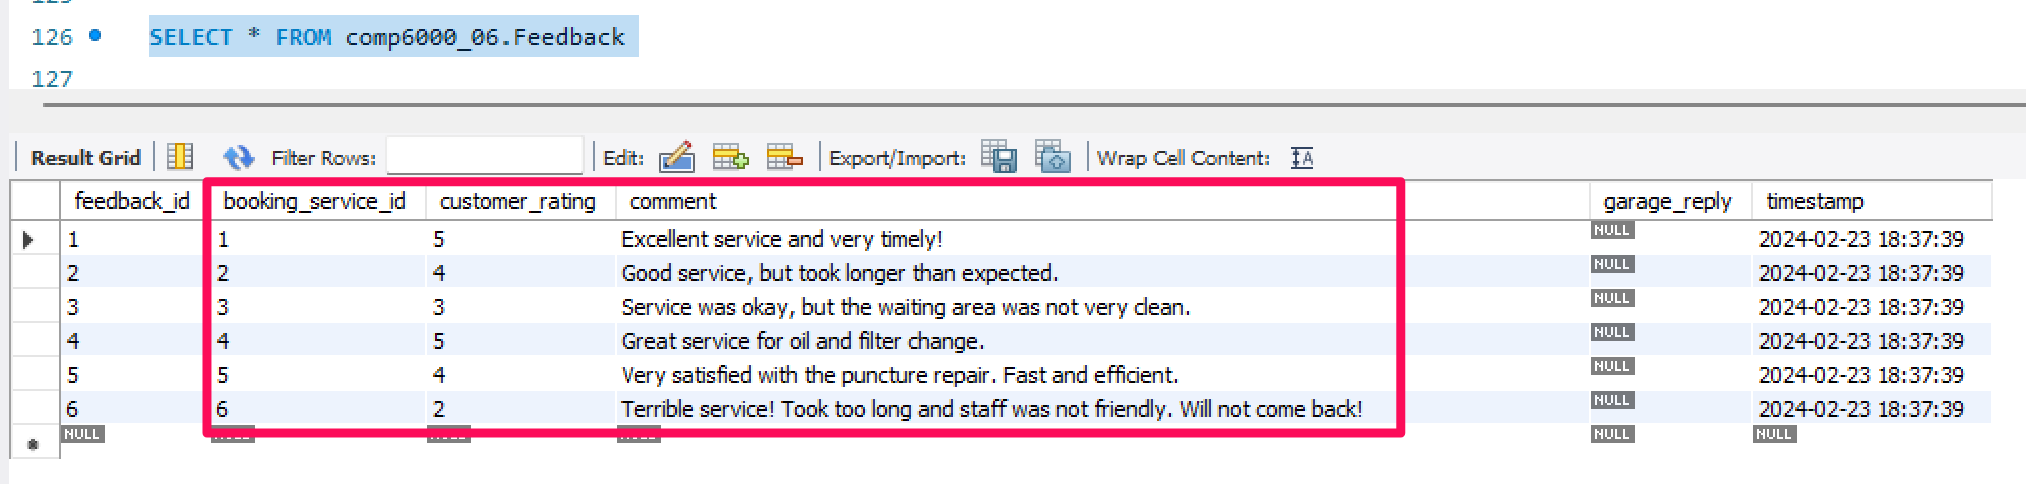 126 SELECT * FROM comp6000_06.Feedback
127
Result Grid Filter Rows: Edit: Export/Import: Wrap Cell Content:
feedback_id booking_service_id customer_rating comment garage_reply timestamp
1 1 5 Excellent service and very timely! NULL 2024-02-23 18:37:39
2 2 4 Good service, but took longer than expected. NULL 2024-02-23 18:37:39
3 3 3 Service was okay, but the waiting area was not very clean. NULL 2024-02-23 18:37:39
4 4 5 Great service for oil and filter change. NULL 2024-02-23 18:37:39
5 5 4 Very satisfied with the puncture repair. Fast and efficient. NULL 2024-02-23 18:37:39
6 6 2 Terrible service! Took too long and staff was not friendly. Will not come back! NULL 2024-02-23 18:37:39
NULL NULL NULL NULL NULL NULL